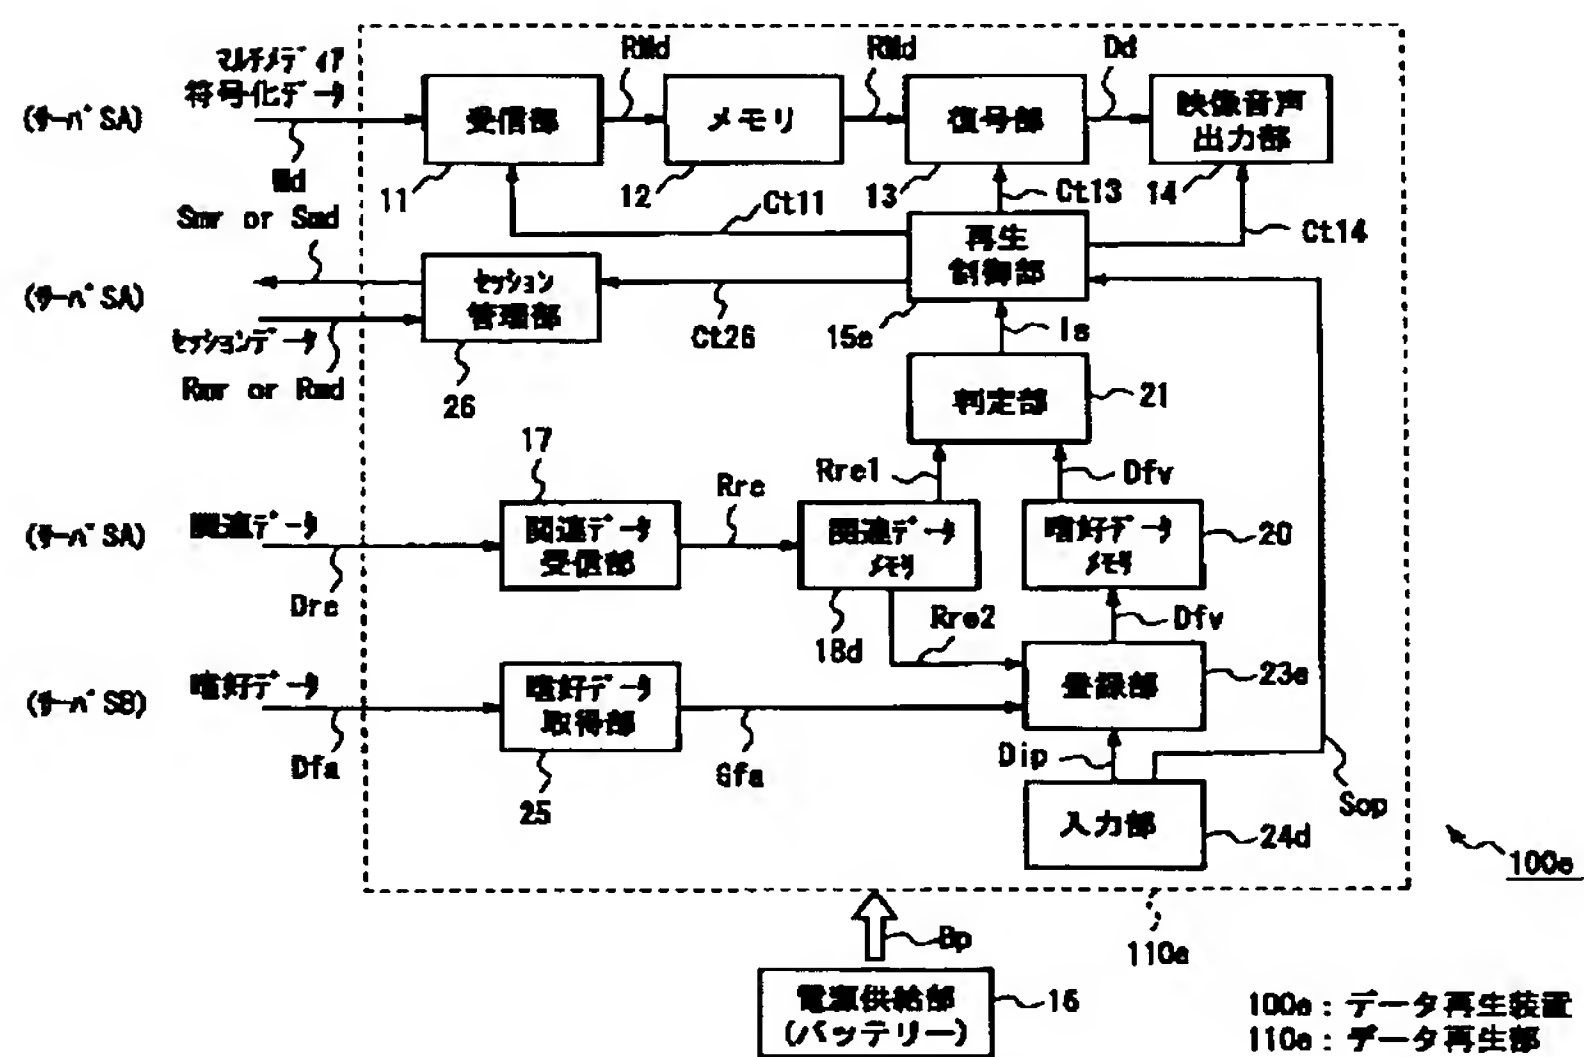 マルチメディア
符号化データ
(サーバSA)
Md
受信部
11
RMd
メモリ
12
RMd
復号部
13
Dd
映像音声
出力部
14
Ct11
Ct13
Ct14
Smr or Smd
(サーバSA)
セッションデータ
Rmr or Rmd
セッション
管理部
26
Ct26
再生
制御部
15e
Is
判定部
21
Rre1
Dfv
(サーバSA)
関連データ
Dre
17
関連データ
受信部
Rre
関連データ
メモリ
18d
Rre2
嗜好データ
メモリ
20
Dfv
(サーバSB)
嗜好データ
Dfa
嗜好データ
取得部
25
Gfa
登録部
23e
Dip
入力部
24d
Sop
100e
110e
Bp
電源供給部
(バッテリー)
16
100e：データ再生装置
110e：データ再生部